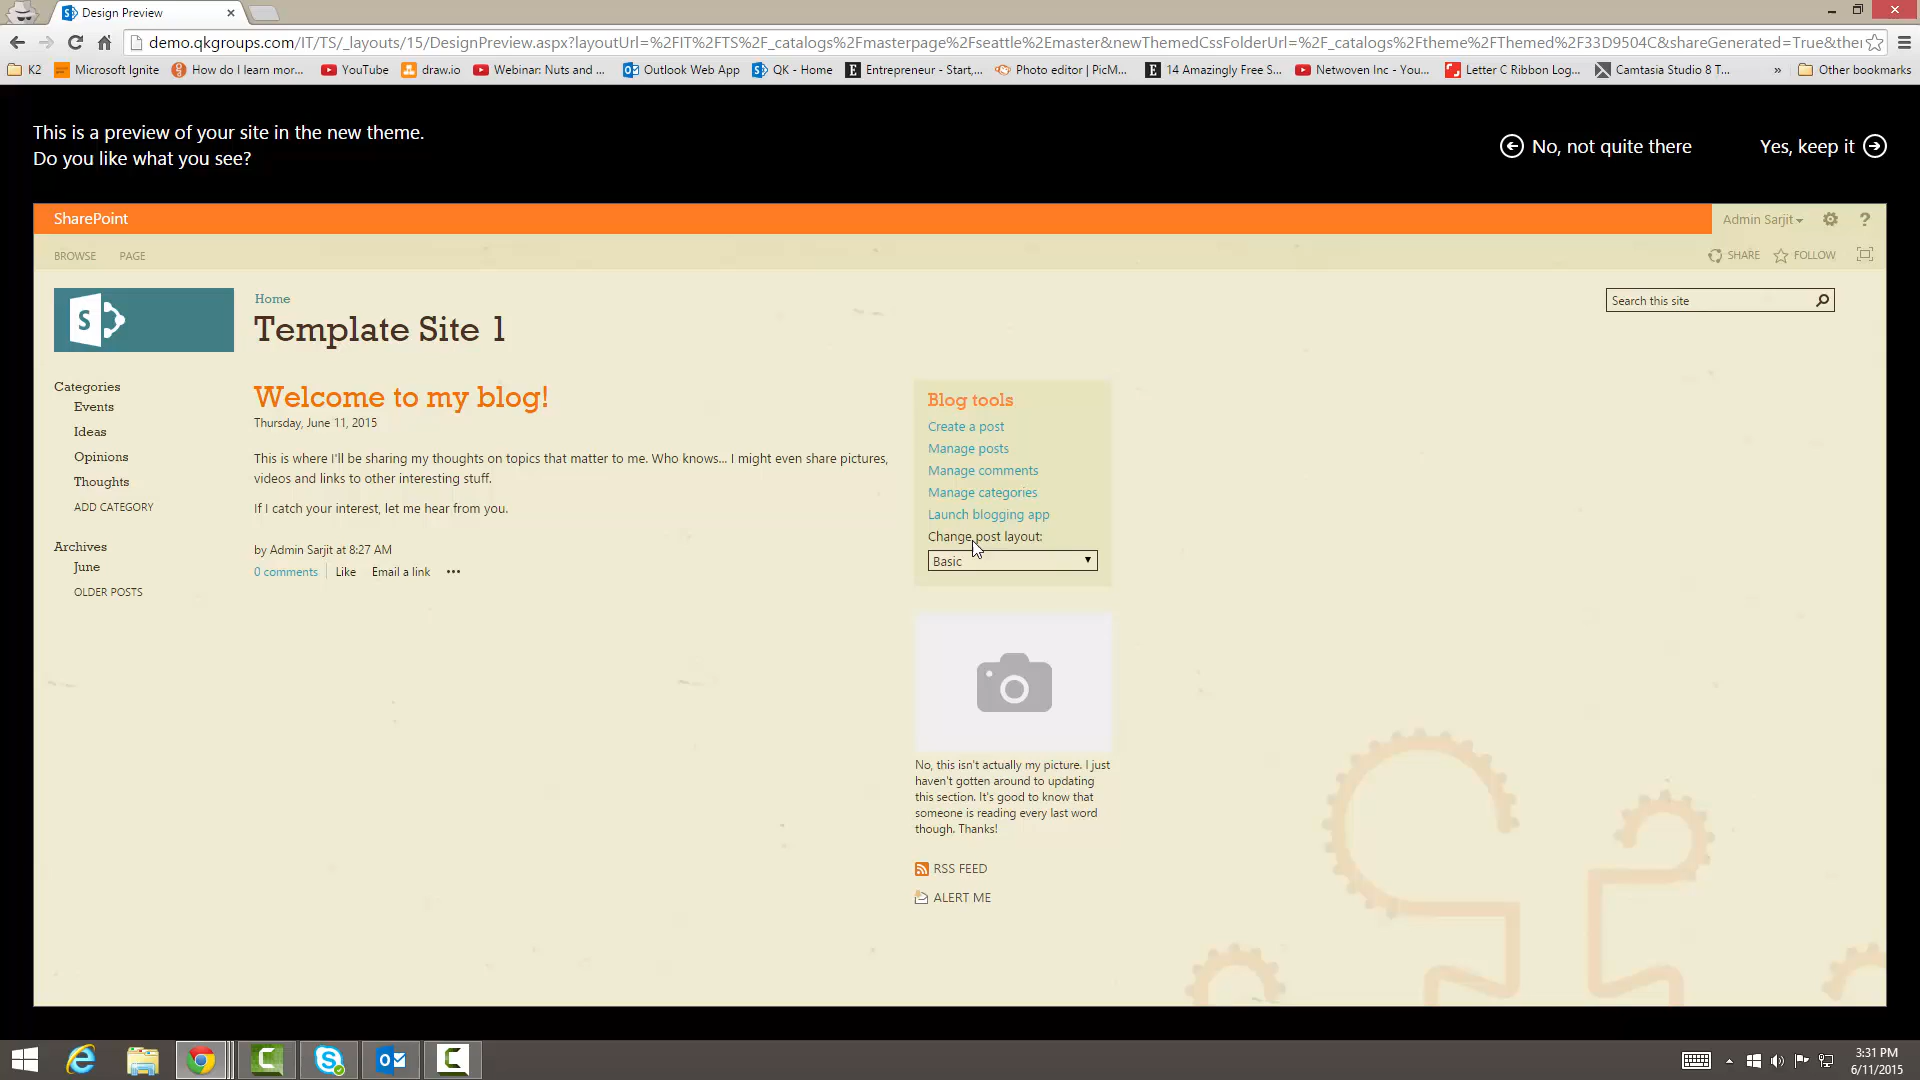 Design Preview
demo.qkgroups.com/IT/TS/_layouts/15/DesignPreview.aspx?layoutUrl=%2FIT%2FTS%2F_catalogs%2Fmasterpage%2Fseattle%2Emaster&newThemedCssFolderUrl=%2F_catalogs%2Ftheme%2FThemed%2F33D9504C&shareGenerated=True&the
K2 Microsoft Ignite How do I learn mor... YouTube draw.io Webinar: Nuts and ... Outlook Web App QK - Home Entrepreneur - Start,... Photo editor | PicM... 14 Amazingly Free S... Netwoven Inc - You... Letter C Ribbon Log... Camtasia Studio 8 T... » Other bookmarks
This is a preview of your site in the new theme.
Do you like what you see?
No, not quite there
Yes, keep it
SharePoint
Admin Sarjit
?
BROWSE PAGE
SHARE FOLLOW
S
Home
Template Site 1
Search this site
Categories
Events
Ideas
Opinions
Thoughts
ADD CATEGORY
Archives
June
OLDER POSTS
Welcome to my blog!
Thursday, June 11, 2015
This is where I'll be sharing my thoughts on topics that matter to me. Who knows... I might even share pictures,
videos and links to other interesting stuff.
If I catch your interest, let me hear from you.
by Admin Sarjit at 8:27 AM
0 comments Like Email a link •••
Blog tools
Create a post
Manage posts
Manage comments
Manage categories
Launch blogging app
Change post layout:
Basic
No, this isn't actually my picture. I just
haven't gotten around to updating
this section. It's good to know that
someone is reading every last word
though. Thanks!
RSS FEED
ALERT ME
3:31 PM
6/11/2015